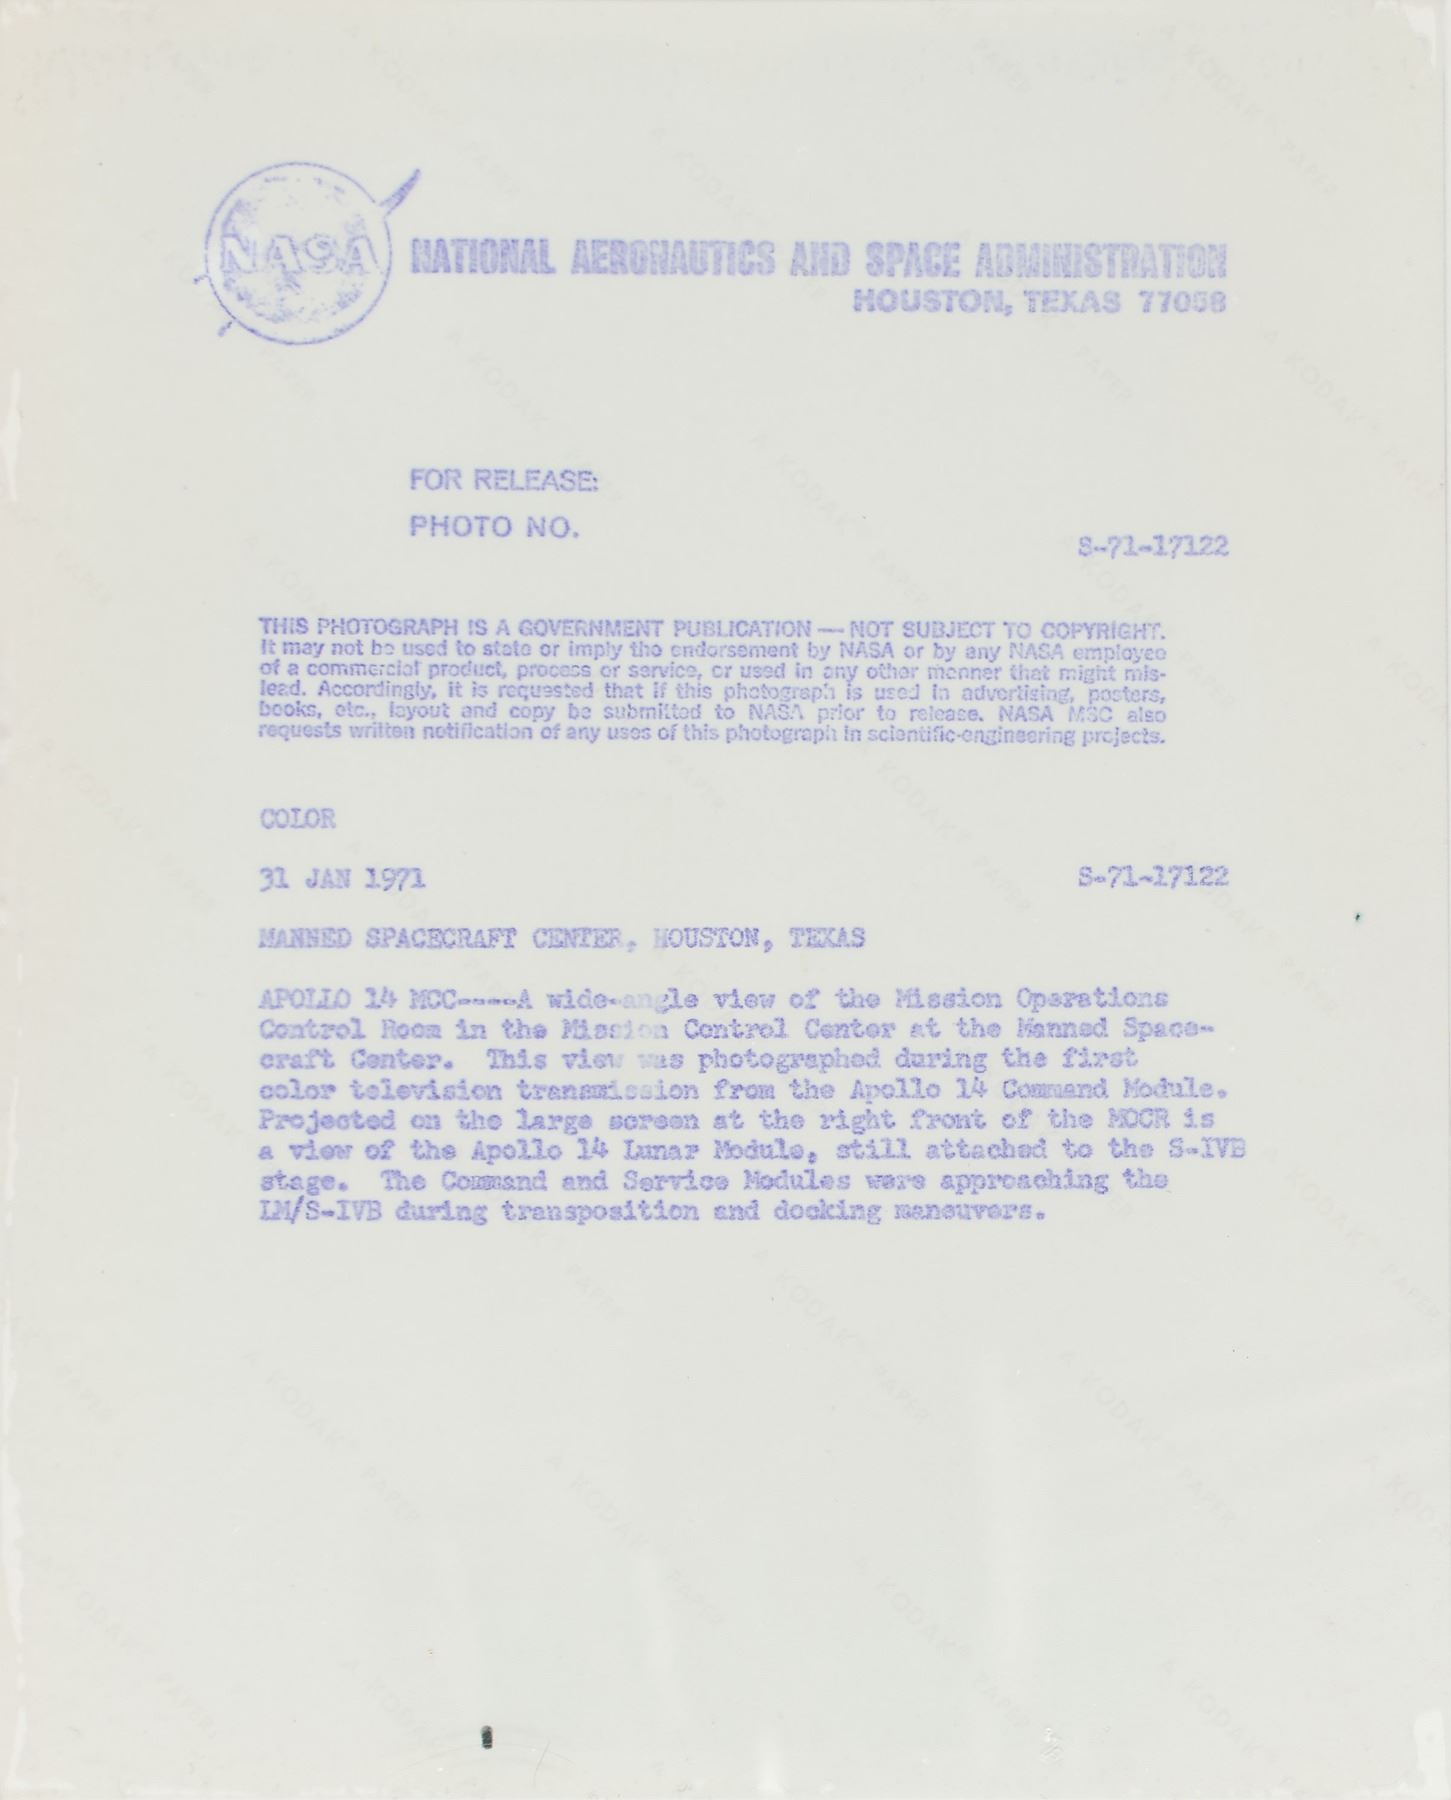 NASA
NATIONAL AERONAUTICS AND SPACE ADMINISTRATION
HOUSTON, TEXAS 77058
FOR RELEASE:
PHOTO NO.
S-71-17122
THIS PHOTOGRAPH IS A GOVERNMENT PUBLICATION — NOT SUBJECT TO COPYRIGHT.
It may not be used to state or imply the endorsement by NASA or by any NASA employee
of a commercial product, process or service, or used in any other manner that might mis-
lead. Accordingly, it is requested that if this photograph is used in advertising, posters,
books, etc., layout and copy be submitted to NASA prior to release. NASA MSC also
requests written notification of any uses of this photograph in scientific-engineering projects.
COLOR
31 JAN 1971 S-71-17122
MANNED SPACECRAFT CENTER, HOUSTON, TEXAS
APOLLO 14 MCC----A wide-angle view of the Mission Operations
Control Room in the Mission Control Center at the Manned Space-
craft Center. This view was photographed during the first
color television transmission from the Apollo 14 Command Module.
Projected on the large screen at the right front of the MOCR is
a view of the Apollo 14 Lunar Module, still attached to the S-IVB
stage. The Command and Service Modules were approaching the
LM/S-IVB during transposition and docking maneuvers.